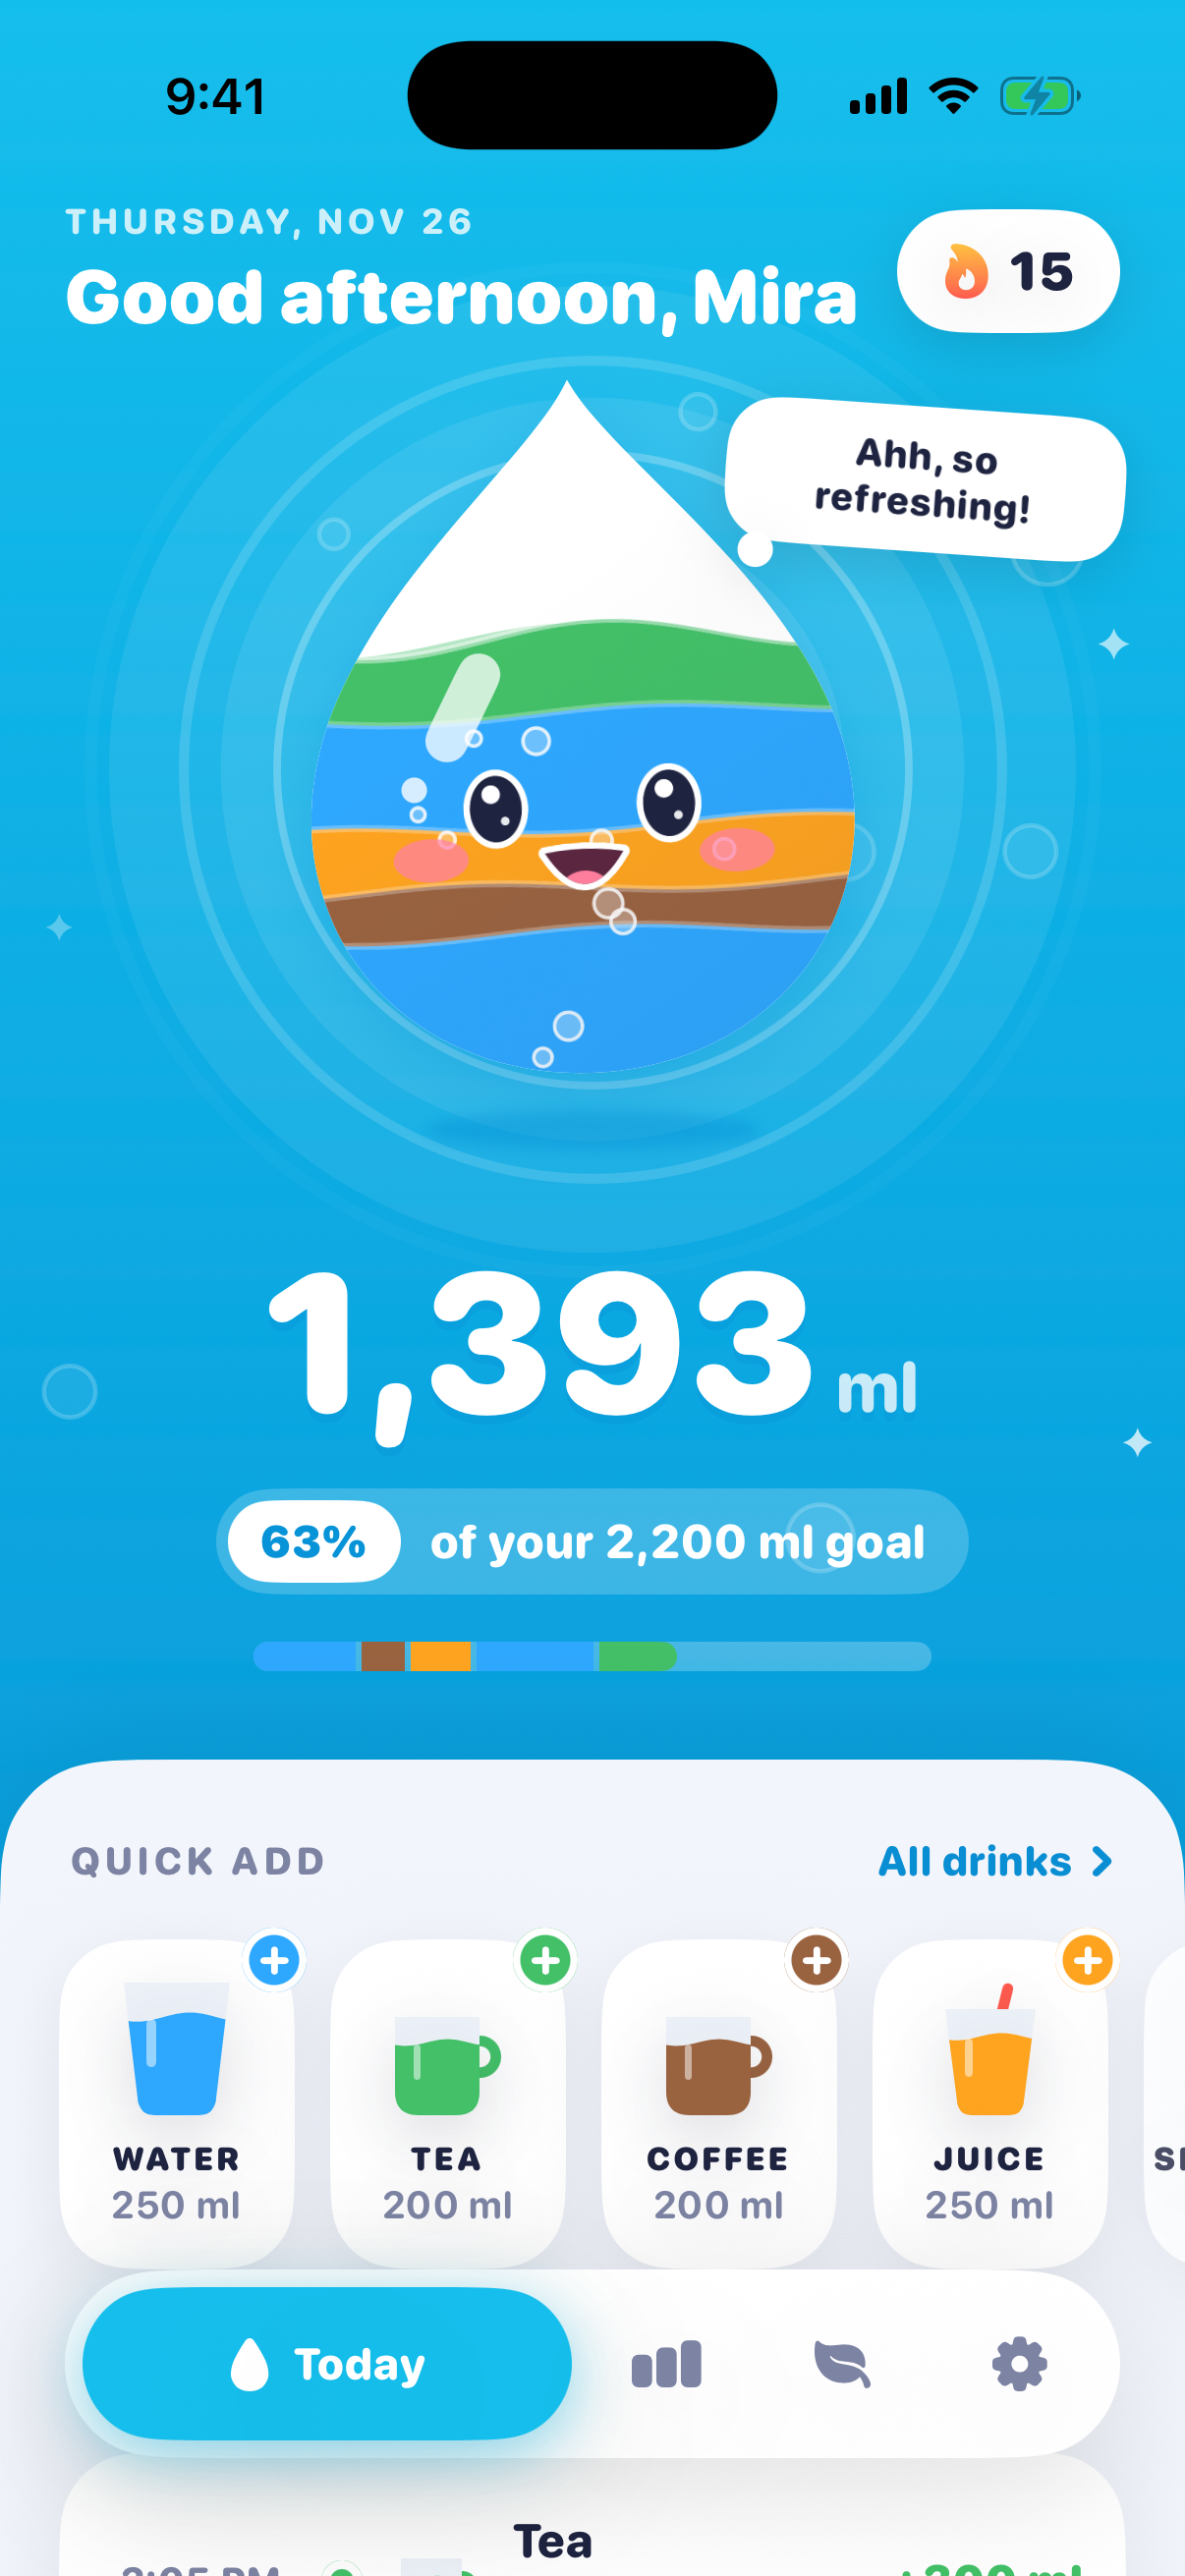 9:41
THURSDAY, NOV 26
Good afternoon, Mira
15
Ahh, so
refreshing!
1,393 ml
63% of your 2,200 ml goal
QUICK ADD
All drinks
WATER
250 ml
TEA
200 ml
COFFEE
200 ml
JUICE
250 ml
Today
Tea